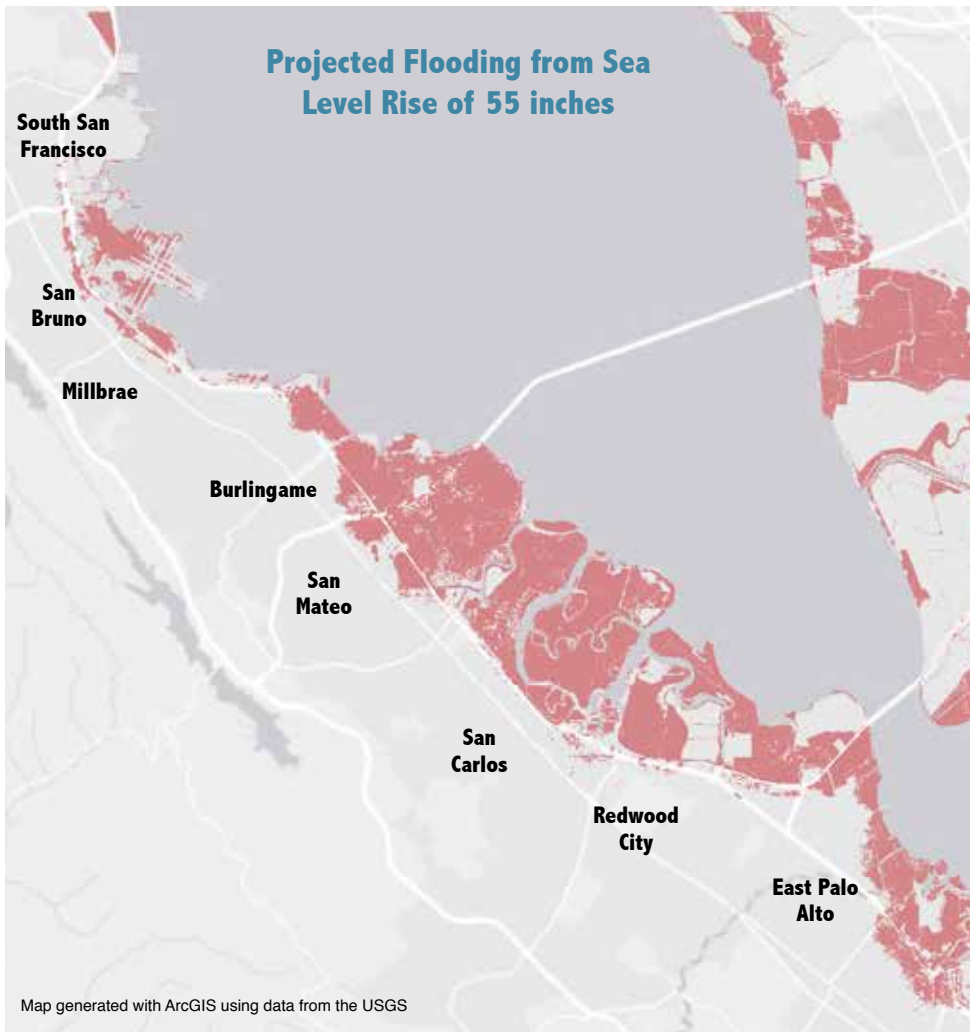 Projected Flooding from Sea
Level Rise of 55 inches
South San
Francisco
San
Bruno
Millbrae
Burlingame
San
Mateo
San
Carlos
Redwood
City
East Palo
Alto
Map generated with ArcGIS using data from the USGS